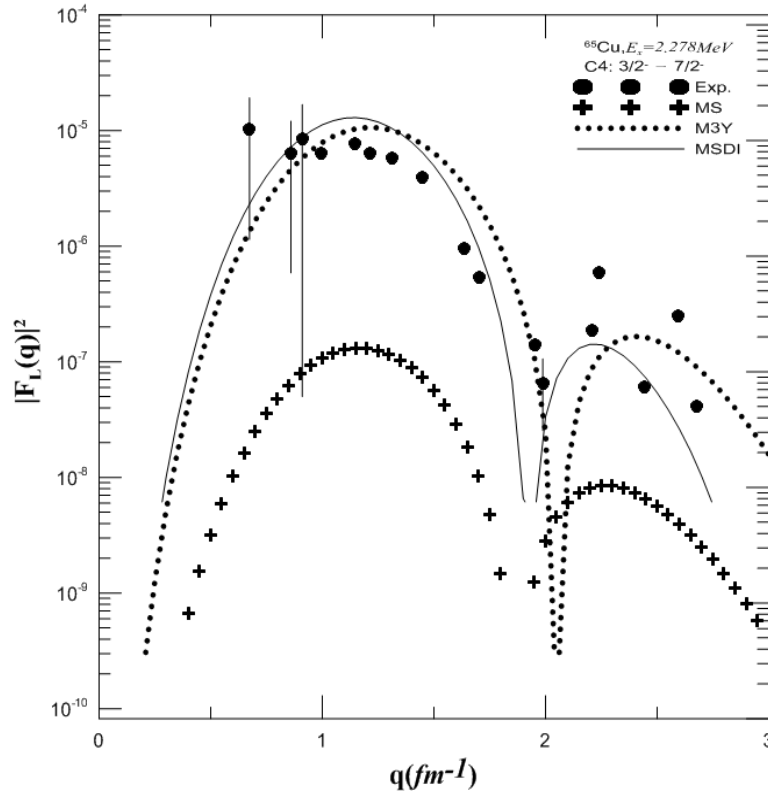 10⁻⁴
⁶⁵Cu, Eₓ=2.278MeV
C4: 3/2⁻ – 7/2⁻
Exp.
MS
M3Y
MSDI
10⁻⁵
10⁻⁶
10⁻⁷
10⁻⁸
10⁻⁹
10⁻¹⁰
|F_L(q)|²
0 1 2 3
q(fm⁻¹)